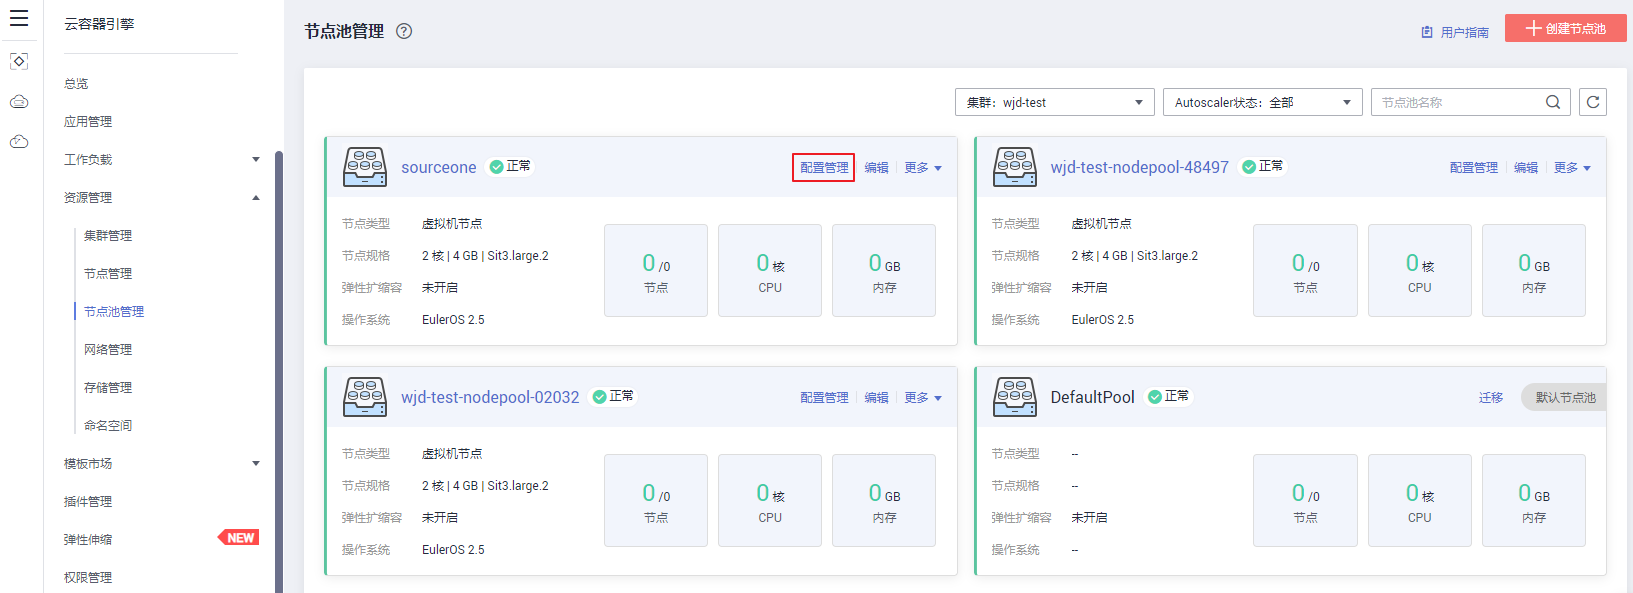 云容器引擎
总览
应用管理
工作负载
资源管理
集群管理
节点管理
节点池管理
网络管理
存储管理
命名空间
模板市场
插件管理
弹性伸缩 NEW
权限管理
节点池管理 ?
用户指南 创建节点池
集群：wjd-test Autoscaler状态：全部 节点池名称
sourceone 正常 配置管理 编辑 更多
节点类型 虚拟机节点
节点规格 2 核 | 4 GB | Sit3.large.2
弹性扩缩容 未开启
操作系统 EulerOS 2.5
0 /0 0 核 0 GB
节点 CPU 内存
wjd-test-nodepool-48497 正常 配置管理 编辑 更多
节点类型 虚拟机节点
节点规格 2 核 | 4 GB | Sit3.large.2
弹性扩缩容 未开启
操作系统 EulerOS 2.5
0 /0 0 核 0 GB
节点 CPU 内存
wjd-test-nodepool-02032 正常 配置管理 编辑 更多
节点类型 虚拟机节点
节点规格 2 核 | 4 GB | Sit3.large.2
弹性扩缩容 未开启
操作系统 EulerOS 2.5
0 /0 0 核 0 GB
节点 CPU 内存
DefaultPool 正常 迁移 默认节点池
节点类型 --
节点规格 --
弹性扩缩容 未开启
操作系统 --
0 /0 0 核 0 GB
节点 CPU 内存